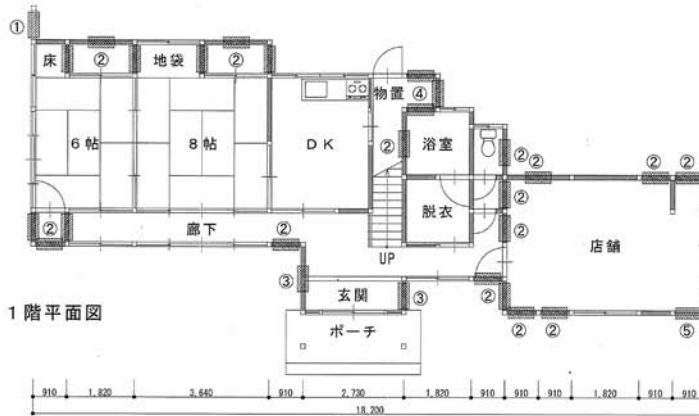 ①
床 ② 地袋 ②
物置 ④
6帖 8帖 DK ② 浴室 ② ② ② ②
脱衣 ②
② 廊下 ② UP ② 店舗
③ 玄関 ③ ②
1階平面図
ポーチ ② ② ⑤
910 1,820 3,640 910 2,730 1,820 910 910 1,820 910 910
18,200